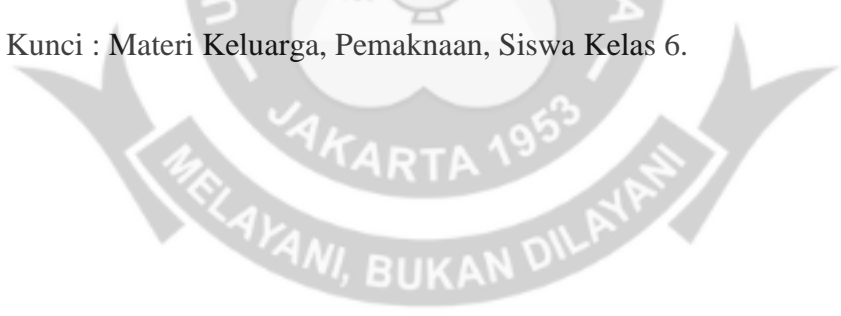 Kunci : Materi Keluarga, Pemaknaan, Siswa Kelas 6.
JAKARTA 1953
MELAYANI, BUKAN DILAYANI